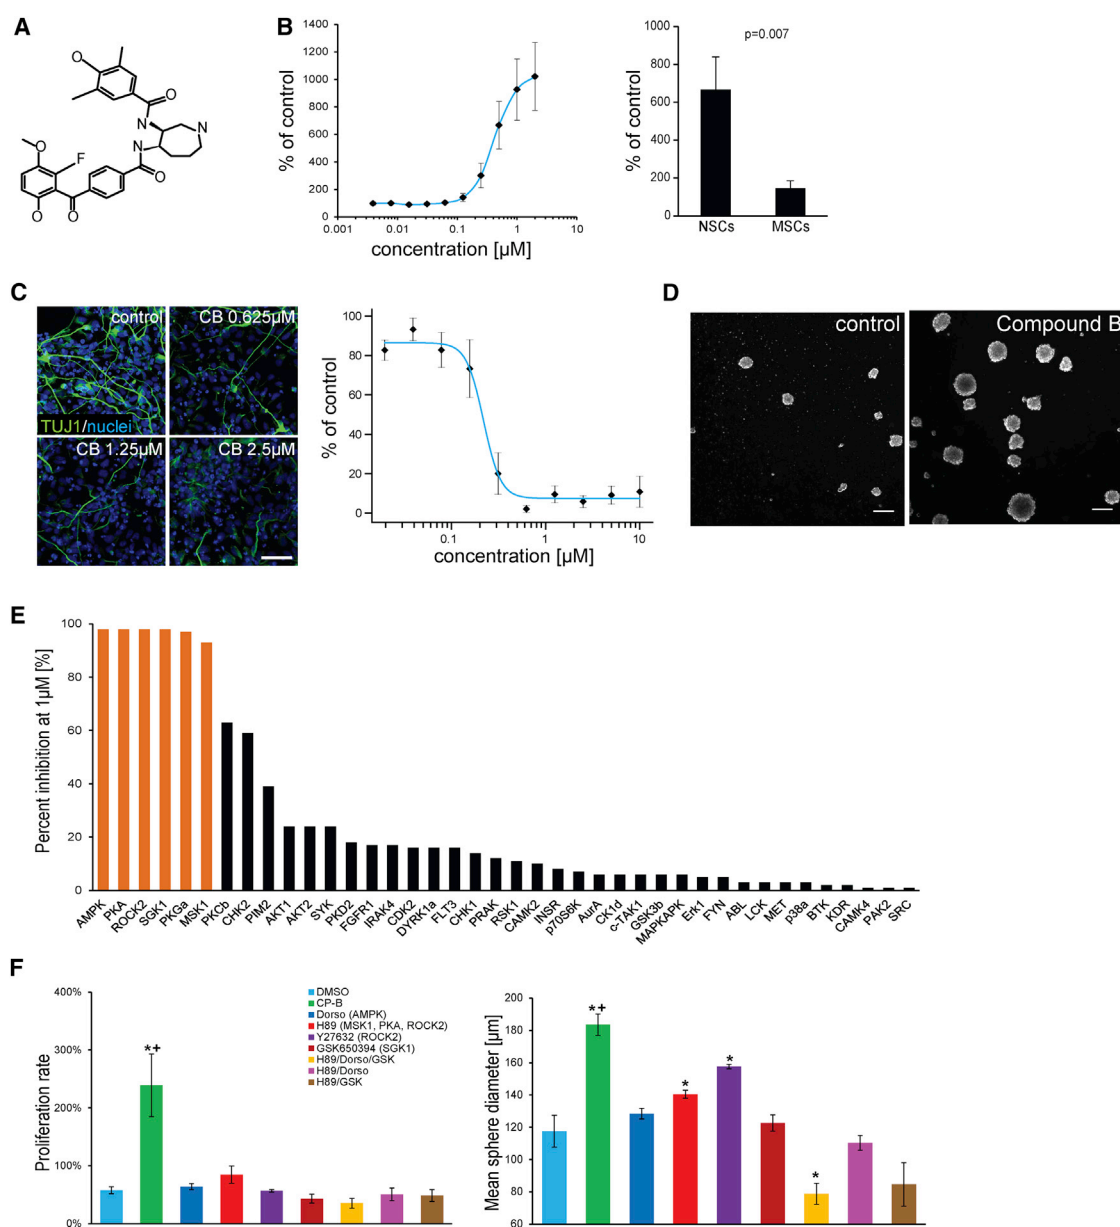 A
O
O
N
N
N
O
F
O
O
O
B
% of control
1400
1200
1000
800
600
400
200
0
0.001
0.01
0.1
1
10
concentration [µM]
p=0.007
% of control
1000
800
600
400
200
0
NSCs
MSCs
C
control
CB 0.625µM
TUJ1/nuclei
CB 1.25µM
CB 2.5µM
% of control
100
80
60
40
20
0
0.1
1
10
concentration [µM]
D
control
Compound B
E
Percent inhibition at 1µM [%]
100
80
60
40
20
0
AMPK
PKA
ROCK2
SGK1
PKGa
MSK1
PKCb
CHK2
PIM2
AKT1
AKT2
SYK
PKD2
FGFR1
IRAK4
CDK2
DYRK1a
FLT3
CHK1
PRAK
RSK1
CAMK2
INSR
p70S6K
AurA
CK1d
c-TAK1
GSK3b
MAPKAPK
Erk1
FYN
ABL
LCK
MET
p38a
BTK
KDR
CAMK4
PAK2
SRC
F
Proliferation rate
400%
300%
200%
100%
0%
*+
DMSO
CP-B
Dorso (AMPK)
H89 (MSK1, PKA, ROCK2)
Y27632 (ROCK2)
GSK650394 (SGK1)
H89/Dorso/GSK
H89/Dorso
H89/GSK
Mean sphere diameter [µm]
200
180
160
140
120
100
80
60
*+
*
*
*